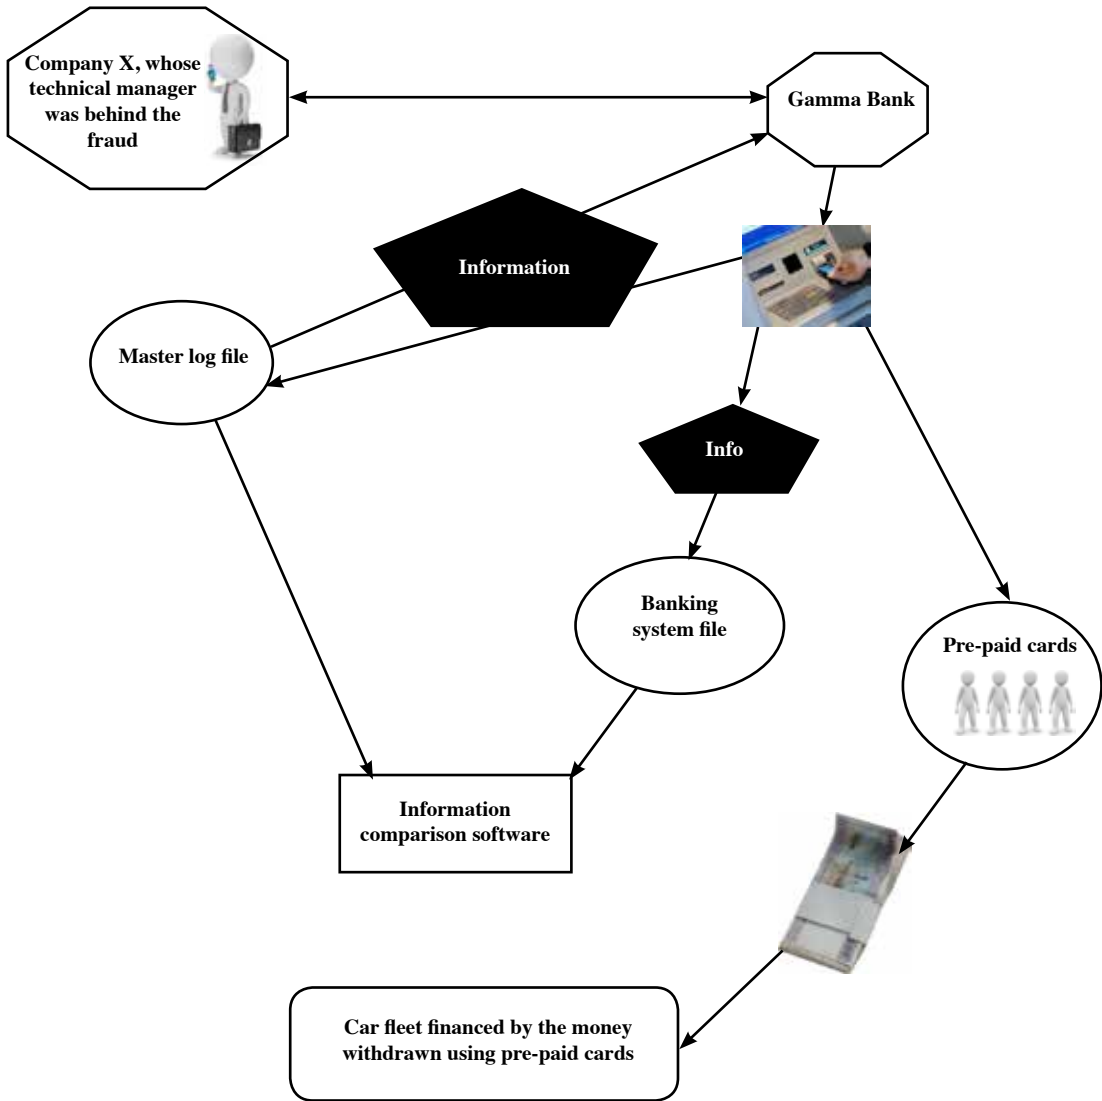 Company X, whose
technical manager
was behind the
fraud
Gamma Bank
Information
Master log file
Info
Banking
system file
Pre-paid cards
Information
comparison software
Car fleet financed by the money
withdrawn using pre-paid cards